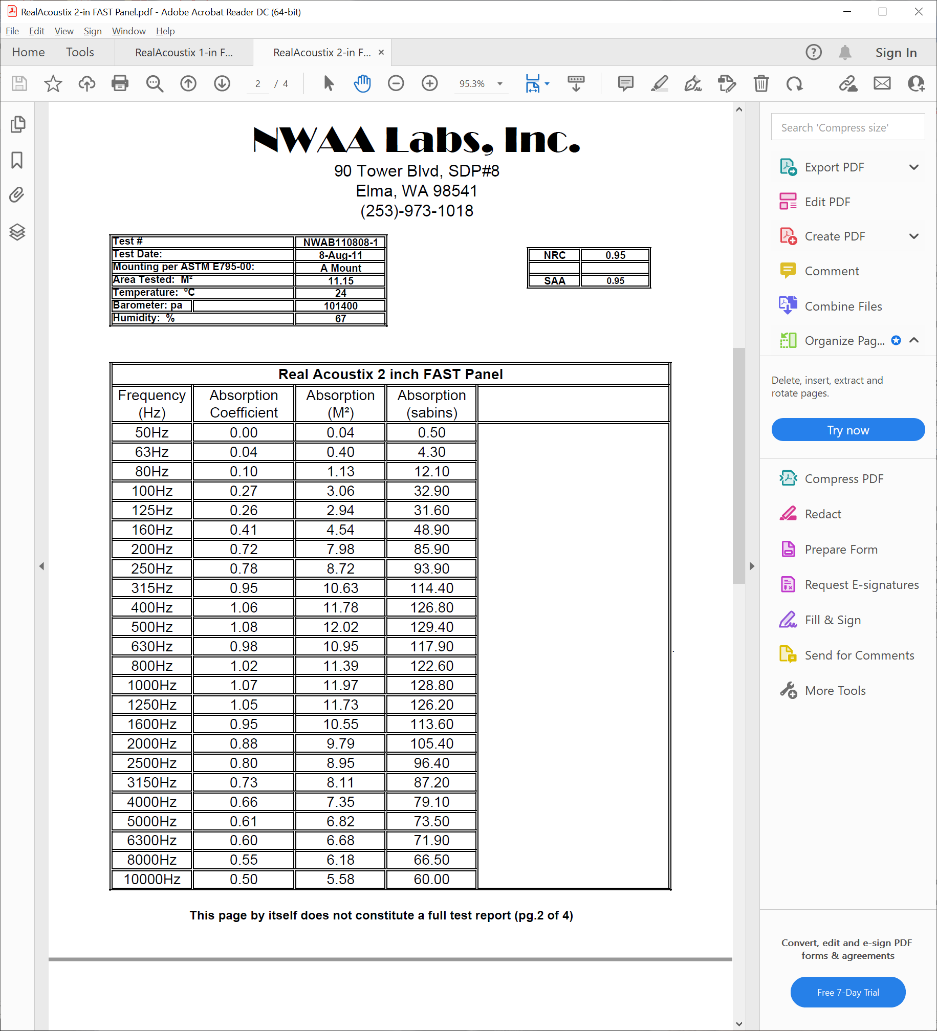 RealAcoustix 2-in FAST Panel.pdf - Adobe Acrobat Reader DC (64-bit)
File Edit View Sign Window Help
Home Tools RealAcoustix 1-in F... RealAcoustix 2-in F... × Sign In
2 / 4 95.3%
NWAA Labs, Inc.
90 Tower Blvd, SDP#8
Elma, WA 98541
(253)-973-1018
Test # NWAB110808-1
Test Date: 8-Aug-11
Mounting per ASTM E795-00: A Mount
Area Tested: M² 11.15
Temperature: °C 24
Barometer: pa 101400
Humidity: % 67
NRC 0.95
SAA 0.95
Real Acoustix 2 inch FAST Panel
Frequency (Hz) Absorption Coefficient Absorption (M²) Absorption (sabins)
50Hz 0.00 0.04 0.50
63Hz 0.04 0.40 4.30
80Hz 0.10 1.13 12.10
100Hz 0.27 3.06 32.90
125Hz 0.26 2.94 31.60
160Hz 0.41 4.54 48.90
200Hz 0.72 7.98 85.90
250Hz 0.78 8.72 93.90
315Hz 0.95 10.63 114.40
400Hz 1.06 11.78 126.80
500Hz 1.08 12.02 129.40
630Hz 0.98 10.95 117.90
800Hz 1.02 11.39 122.60
1000Hz 1.07 11.97 128.80
1250Hz 1.05 11.73 126.20
1600Hz 0.95 10.55 113.60
2000Hz 0.88 9.79 105.40
2500Hz 0.80 8.95 96.40
3150Hz 0.73 8.11 87.20
4000Hz 0.66 7.35 79.10
5000Hz 0.61 6.82 73.50
6300Hz 0.60 6.68 71.90
8000Hz 0.55 6.18 66.50
10000Hz 0.50 5.58 60.00
This page by itself does not constitute a full test report (pg.2 of 4)
Search 'Compress size'
Export PDF
Edit PDF
Create PDF
Comment
Combine Files
Organize Pag...
Delete, insert, extract and
rotate pages.
Try now
Compress PDF
Redact
Prepare Form
Request E-signatures
Fill & Sign
Send for Comments
More Tools
Convert, edit and e-sign PDF
forms & agreements
Free 7-Day Trial